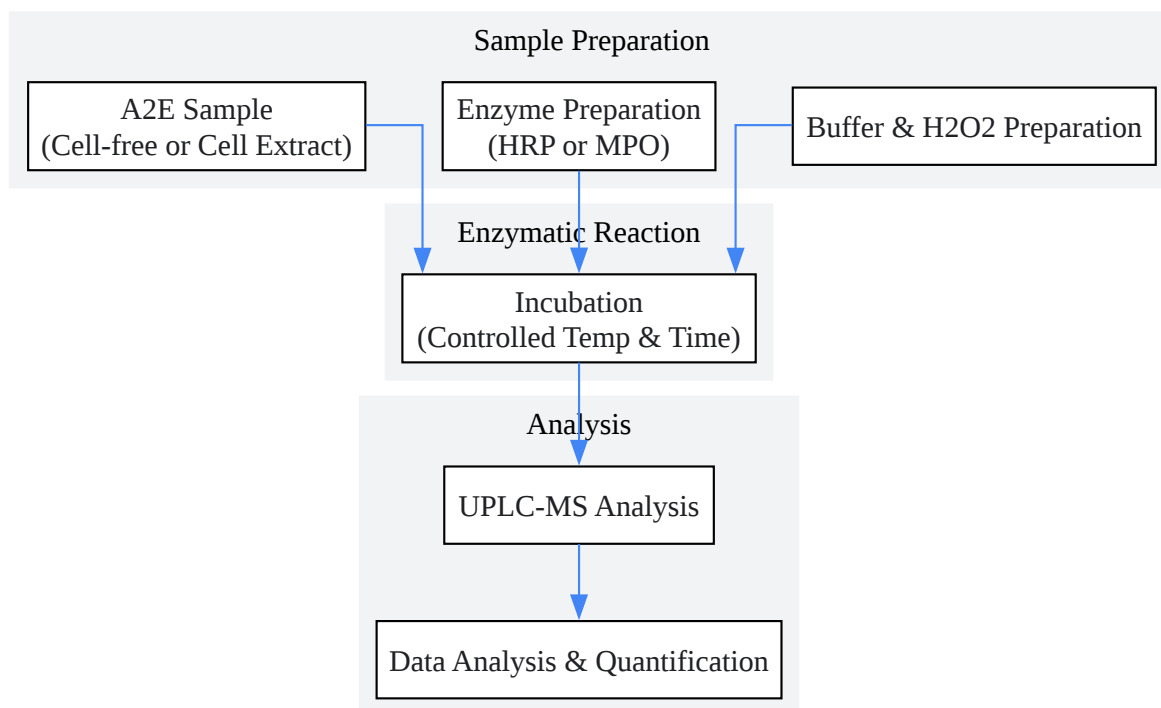 Sample Preparation
A2E Sample
(Cell-free or Cell Extract)
Enzyme Preparation
(HRP or MPO)
Buffer & H2O2 Preparation
Enzymatic Reaction
Incubation
(Controlled Temp & Time)
Analysis
UPLC-MS Analysis
Data Analysis & Quantification